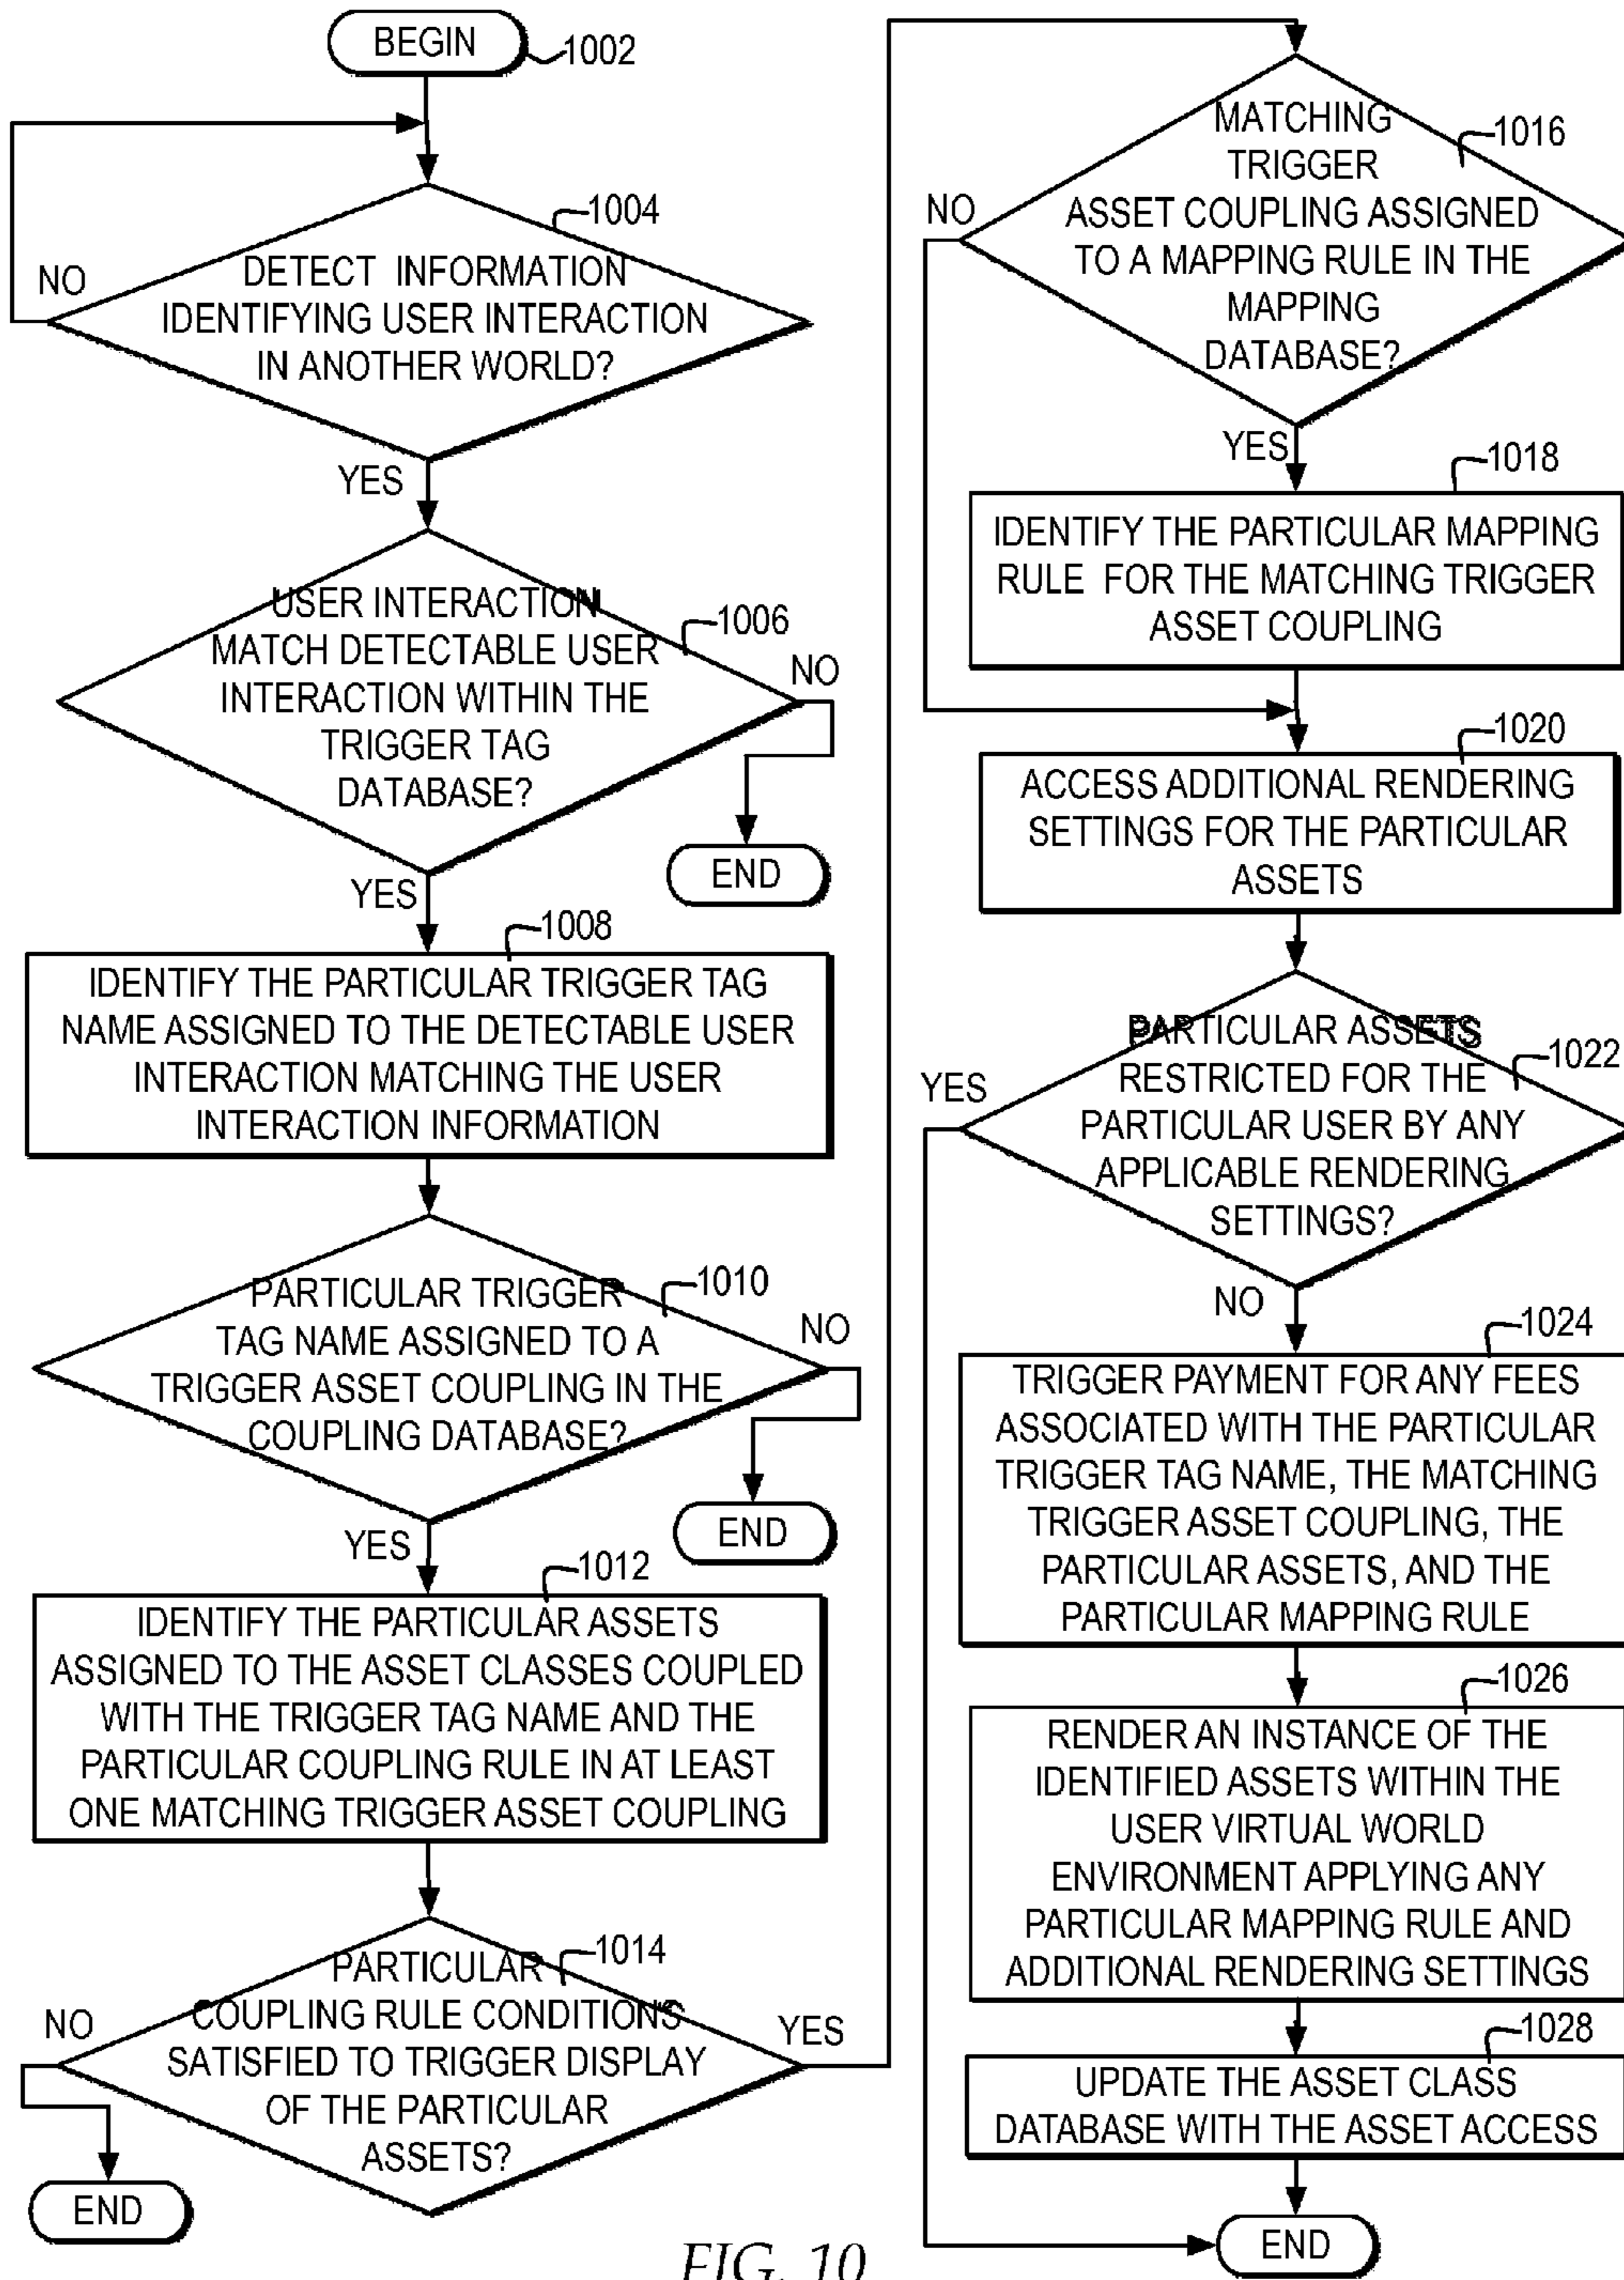 BEGIN
1002
1004
NO
DETECT INFORMATION
IDENTIFYING USER INTERACTION
IN ANOTHER WORLD?
YES
USER INTERACTION
1006
MATCH DETECTABLE USER
NO
INTERACTION WITHIN THE
TRIGGER TAG
DATABASE?
END
YES
1008
IDENTIFY THE PARTICULAR TRIGGER TAG
NAME ASSIGNED TO THE DETECTABLE USER
INTERACTION MATCHING THE USER
INTERACTION INFORMATION
PARTICULAR TRIGGER
1010
TAG NAME ASSIGNED TO A
NO
TRIGGER ASSET COUPLING IN THE
COUPLING DATABASE?
END
YES
1012
IDENTIFY THE PARTICULAR ASSETS
ASSIGNED TO THE ASSET CLASSES COUPLED
WITH THE TRIGGER TAG NAME AND THE
PARTICULAR COUPLING RULE IN AT LEAST
ONE MATCHING TRIGGER ASSET COUPLING
PARTICULAR
1014
NO
COUPLING RULE CONDITIONS
YES
SATISFIED TO TRIGGER DISPLAY
OF THE PARTICULAR
ASSETS?
END
MATCHING
1016
TRIGGER
NO
ASSET COUPLING ASSIGNED
TO A MAPPING RULE IN THE
MAPPING
DATABASE?
YES
1018
IDENTIFY THE PARTICULAR MAPPING
RULE FOR THE MATCHING TRIGGER
ASSET COUPLING
1020
ACCESS ADDITIONAL RENDERING
SETTINGS FOR THE PARTICULAR
ASSETS
PARTICULAR ASSETS
1022
YES
RESTRICTED FOR THE
PARTICULAR USER BY ANY
APPLICABLE RENDERING
SETTINGS?
NO
1024
TRIGGER PAYMENT FOR ANY FEES
ASSOCIATED WITH THE PARTICULAR
TRIGGER TAG NAME, THE MATCHING
TRIGGER ASSET COUPLING, THE
PARTICULAR ASSETS, AND THE
PARTICULAR MAPPING RULE
1026
RENDER AN INSTANCE OF THE
IDENTIFIED ASSETS WITHIN THE
USER VIRTUAL WORLD
ENVIRONMENT APPLYING ANY
PARTICULAR MAPPING RULE AND
ADDITIONAL RENDERING SETTINGS
1028
UPDATE THE ASSET CLASS
DATABASE WITH THE ASSET ACCESS
END
FIG. 10